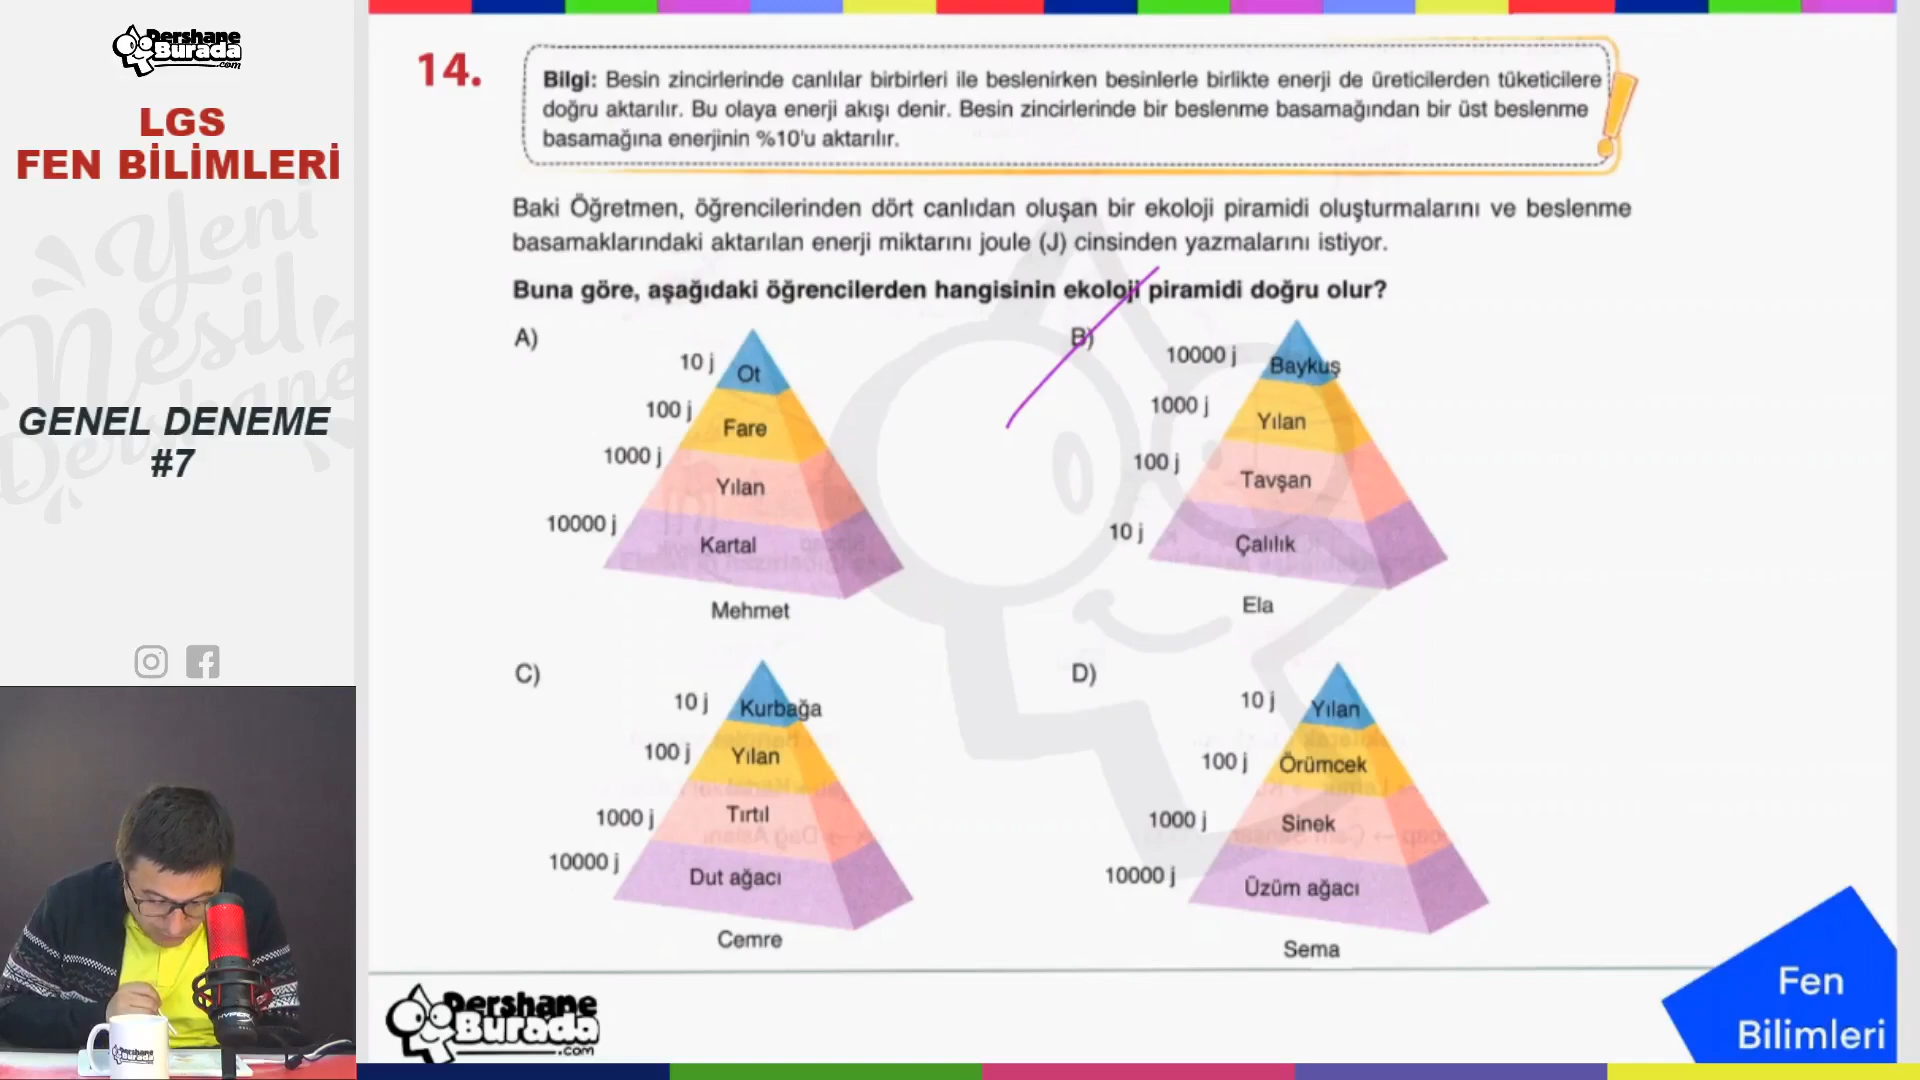 Dershane
Burada
.com
LGS
FEN BİLİMLERİ
Yeni
Nesil
Dershane
GENEL DENEME
#7
14.
Bilgi: Besin zincirlerinde canlılar birbirleri ile beslenirken besinlerle birlikte enerji de üreticilerden tüketicilere
doğru aktarılır. Bu olaya enerji akışı denir. Besin zincirlerinde bir beslenme basamağından bir üst beslenme
basamağına enerjinin %10'u aktarılır.
Baki Öğretmen, öğrencilerinden dört canlıdan oluşan bir ekoloji piramidi oluşturmalarını ve beslenme
basamaklarındaki aktarılan enerji miktarını joule (J) cinsinden yazmalarını istiyor.
Buna göre, aşağıdaki öğrencilerden hangisinin ekoloji piramidi doğru olur?
A)
10 j
Ot
100 j
Fare
1000 j
Yılan
10000 j
Kartal
Mehmet
B)
10000 j
Baykuş
1000 j
Yılan
100 j
Tavşan
10 j
Çalılık
Ela
C)
10 j
Kurbağa
100 j
Yılan
1000 j
Tırtıl
10000 j
Dut ağacı
Cemre
D)
10 j
Yılan
100 j
Örümcek
1000 j
Sinek
10000 j
Üzüm ağacı
Sema
Dershane
Burada
.com
Fen
Bilimleri
HYPERX
Dershane
Burada